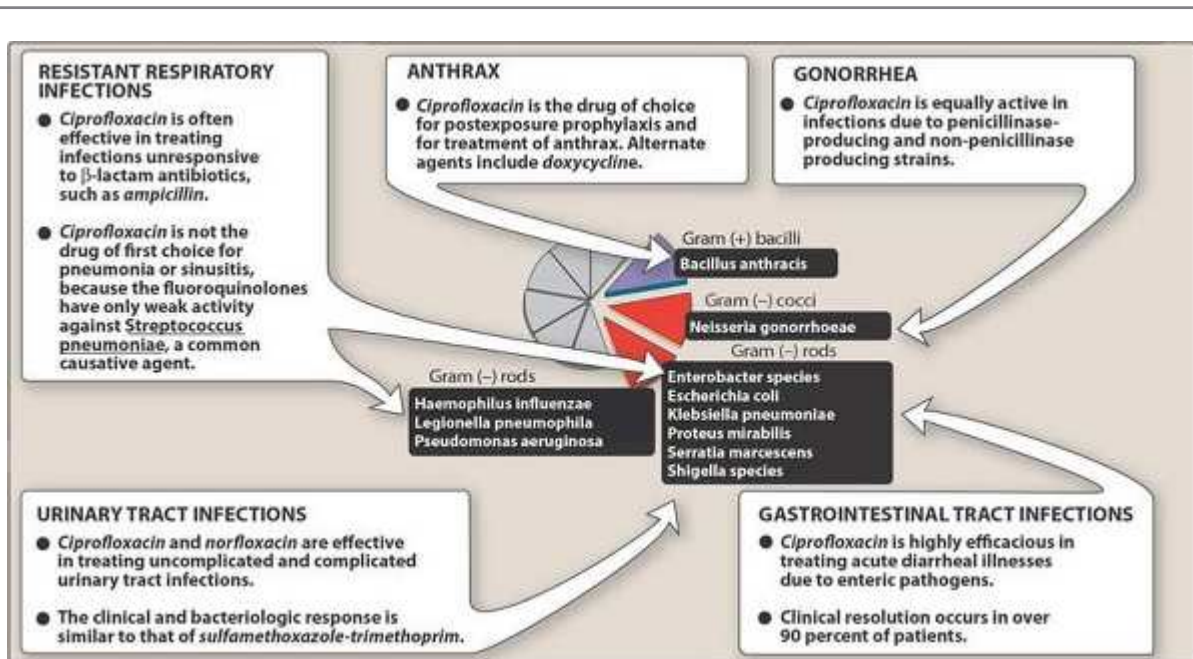 RESISTANT RESPIRATORY
INFECTIONS
● Ciprofloxacin is often
effective in treating
infections unresponsive
to β-lactam antibiotics,
such as ampicillin.
● Ciprofloxacin is not the
drug of first choice for
pneumonia or sinusitis,
because the fluoroquinolones
have only weak activity
against Streptococcus
pneumoniae, a common
causative agent.
ANTHRAX
● Ciprofloxacin is the drug of choice
for postexposure prophylaxis and
for treatment of anthrax. Alternate
agents include doxycycline.
GONORRHEA
● Ciprofloxacin is equally active in
infections due to penicillinase-
producing and non-penicillinase
producing strains.
Gram (+) bacilli
Bacillus anthracis
Gram (−) cocci
Neisseria gonorrhoeae
Gram (−) rods
Enterobacter species
Escherichia coli
Klebsiella pneumoniae
Proteus mirabilis
Serratia marcescens
Shigella species
Gram (−) rods
Haemophilus influenzae
Legionella pneumophila
Pseudomonas aeruginosa
URINARY TRACT INFECTIONS
● Ciprofloxacin and norfloxacin are effective
in treating uncomplicated and complicated
urinary tract infections.
● The clinical and bacteriologic response is
similar to that of sulfamethoxazole-trimethoprim.
GASTROINTESTINAL TRACT INFECTIONS
● Ciprofloxacin is highly efficacious in
treating acute diarrheal illnesses
due to enteric pathogens.
● Clinical resolution occurs in over
90 percent of patients.